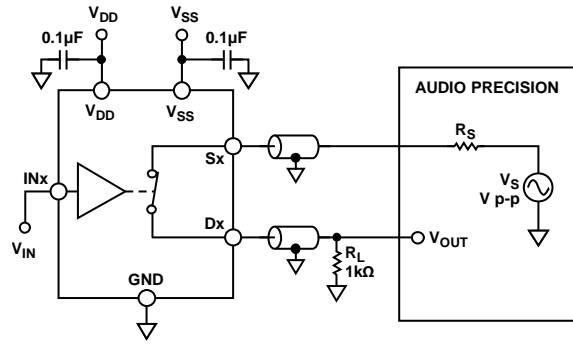 VDD
VSS
0.1µF
0.1µF
VDD
VSS
AUDIO PRECISION
RS
Sx
VS
V p-p
INx
Dx
VIN
VOUT
RL
1kΩ
GND